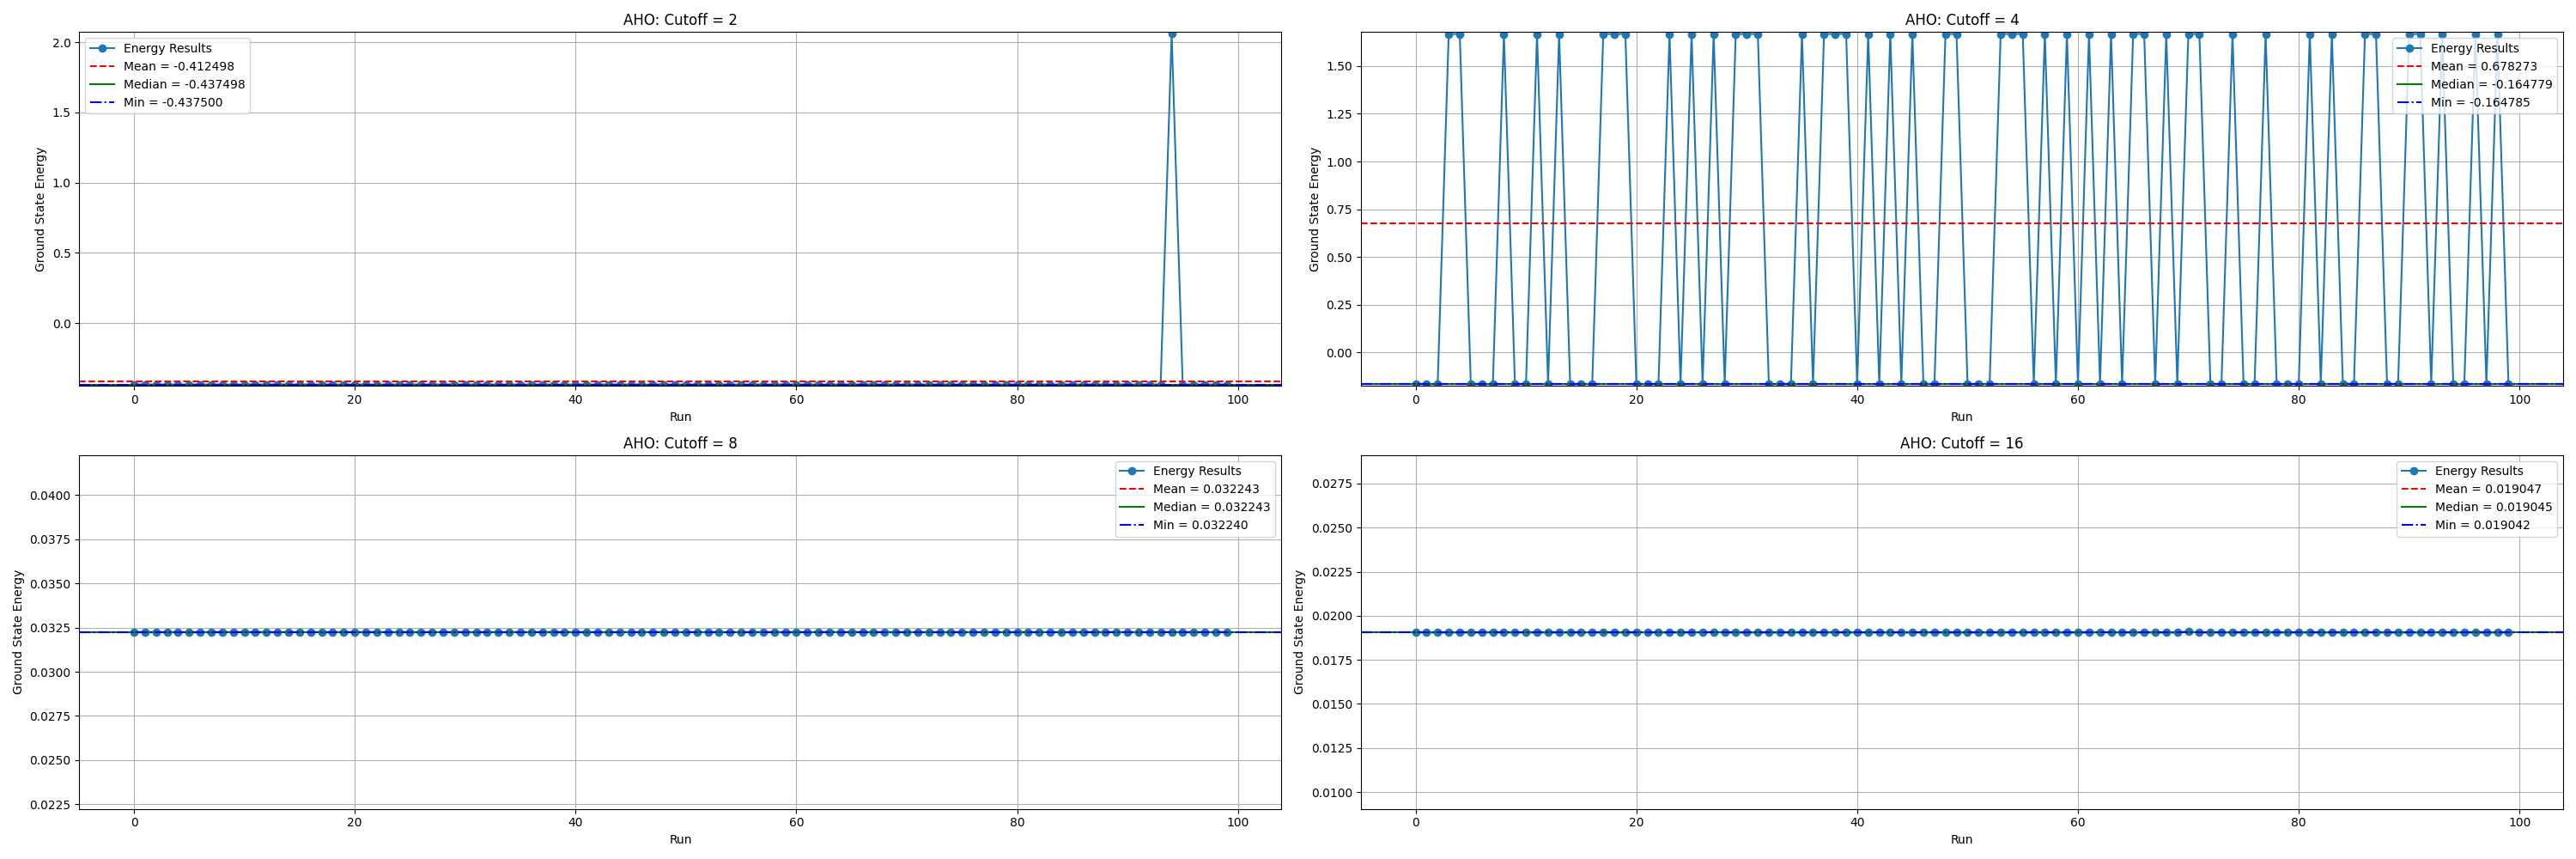 AHO: Cutoff = 2
2.0
1.5
1.0
0.5
0.0
Ground State Energy
Energy Results
Mean = -0.412498
Median = -0.437498
Min = -0.437500
0 20 40 60 80 100
Run
AHO: Cutoff = 4
1.50
1.25
1.00
0.75
0.50
0.25
0.00
Ground State Energy
Energy Results
Mean = 0.678273
Median = -0.164779
Min = -0.164785
0 20 40 60 80 100
Run
AHO: Cutoff = 8
0.0400
0.0375
0.0350
0.0325
0.0300
0.0275
0.0250
0.0225
Ground State Energy
Energy Results
Mean = 0.032243
Median = 0.032243
Min = 0.032240
0 20 40 60 80 100
Run
AHO: Cutoff = 16
0.0275
0.0250
0.0225
0.0200
0.0175
0.0150
0.0125
0.0100
Ground State Energy
Energy Results
Mean = 0.019047
Median = 0.019045
Min = 0.019042
0 20 40 60 80 100
Run